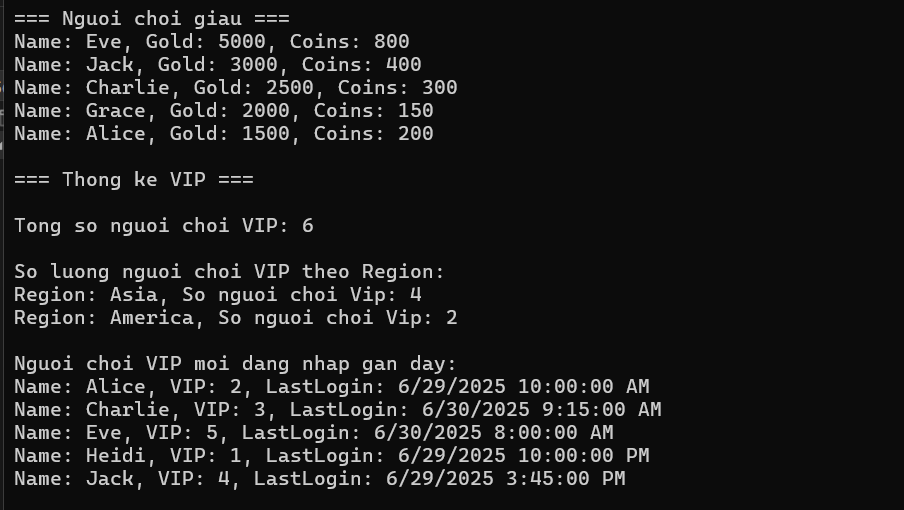 === Nguoi choi giau ===
Name: Eve, Gold: 5000, Coins: 800
Name: Jack, Gold: 3000, Coins: 400
Name: Charlie, Gold: 2500, Coins: 300
Name: Grace, Gold: 2000, Coins: 150
Name: Alice, Gold: 1500, Coins: 200
=== Thong ke VIP ===
Tong so nguoi choi VIP: 6
So luong nguoi choi VIP theo Region:
Region: Asia, So nguoi choi Vip: 4
Region: America, So nguoi choi Vip: 2
Nguoi choi VIP moi dang nhap gan day:
Name: Alice, VIP: 2, LastLogin: 6/29/2025 10:00:00 AM
Name: Charlie, VIP: 3, LastLogin: 6/30/2025 9:15:00 AM
Name: Eve, VIP: 5, LastLogin: 6/30/2025 8:00:00 AM
Name: Heidi, VIP: 1, LastLogin: 6/29/2025 10:00:00 PM
Name: Jack, VIP: 4, LastLogin: 6/29/2025 3:45:00 PM